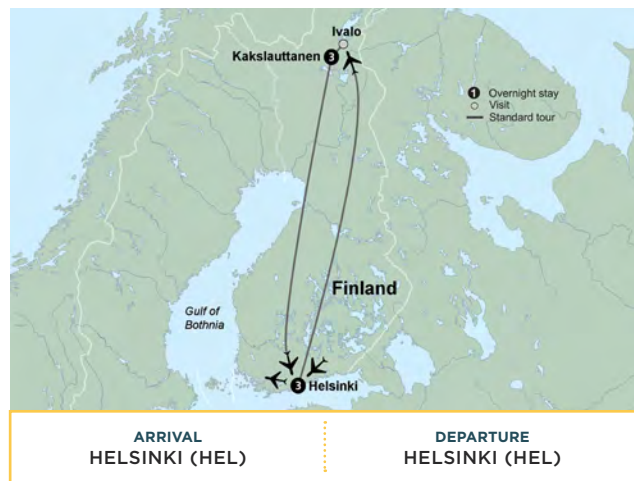 Ivalo
Kakslauttanen 3
1 Overnight stay
Visit
Standard tour
Finland
Gulf of
Bothnia
3 Helsinki
ARRIVAL
HELSINKI (HEL)
DEPARTURE
HELSINKI (HEL)